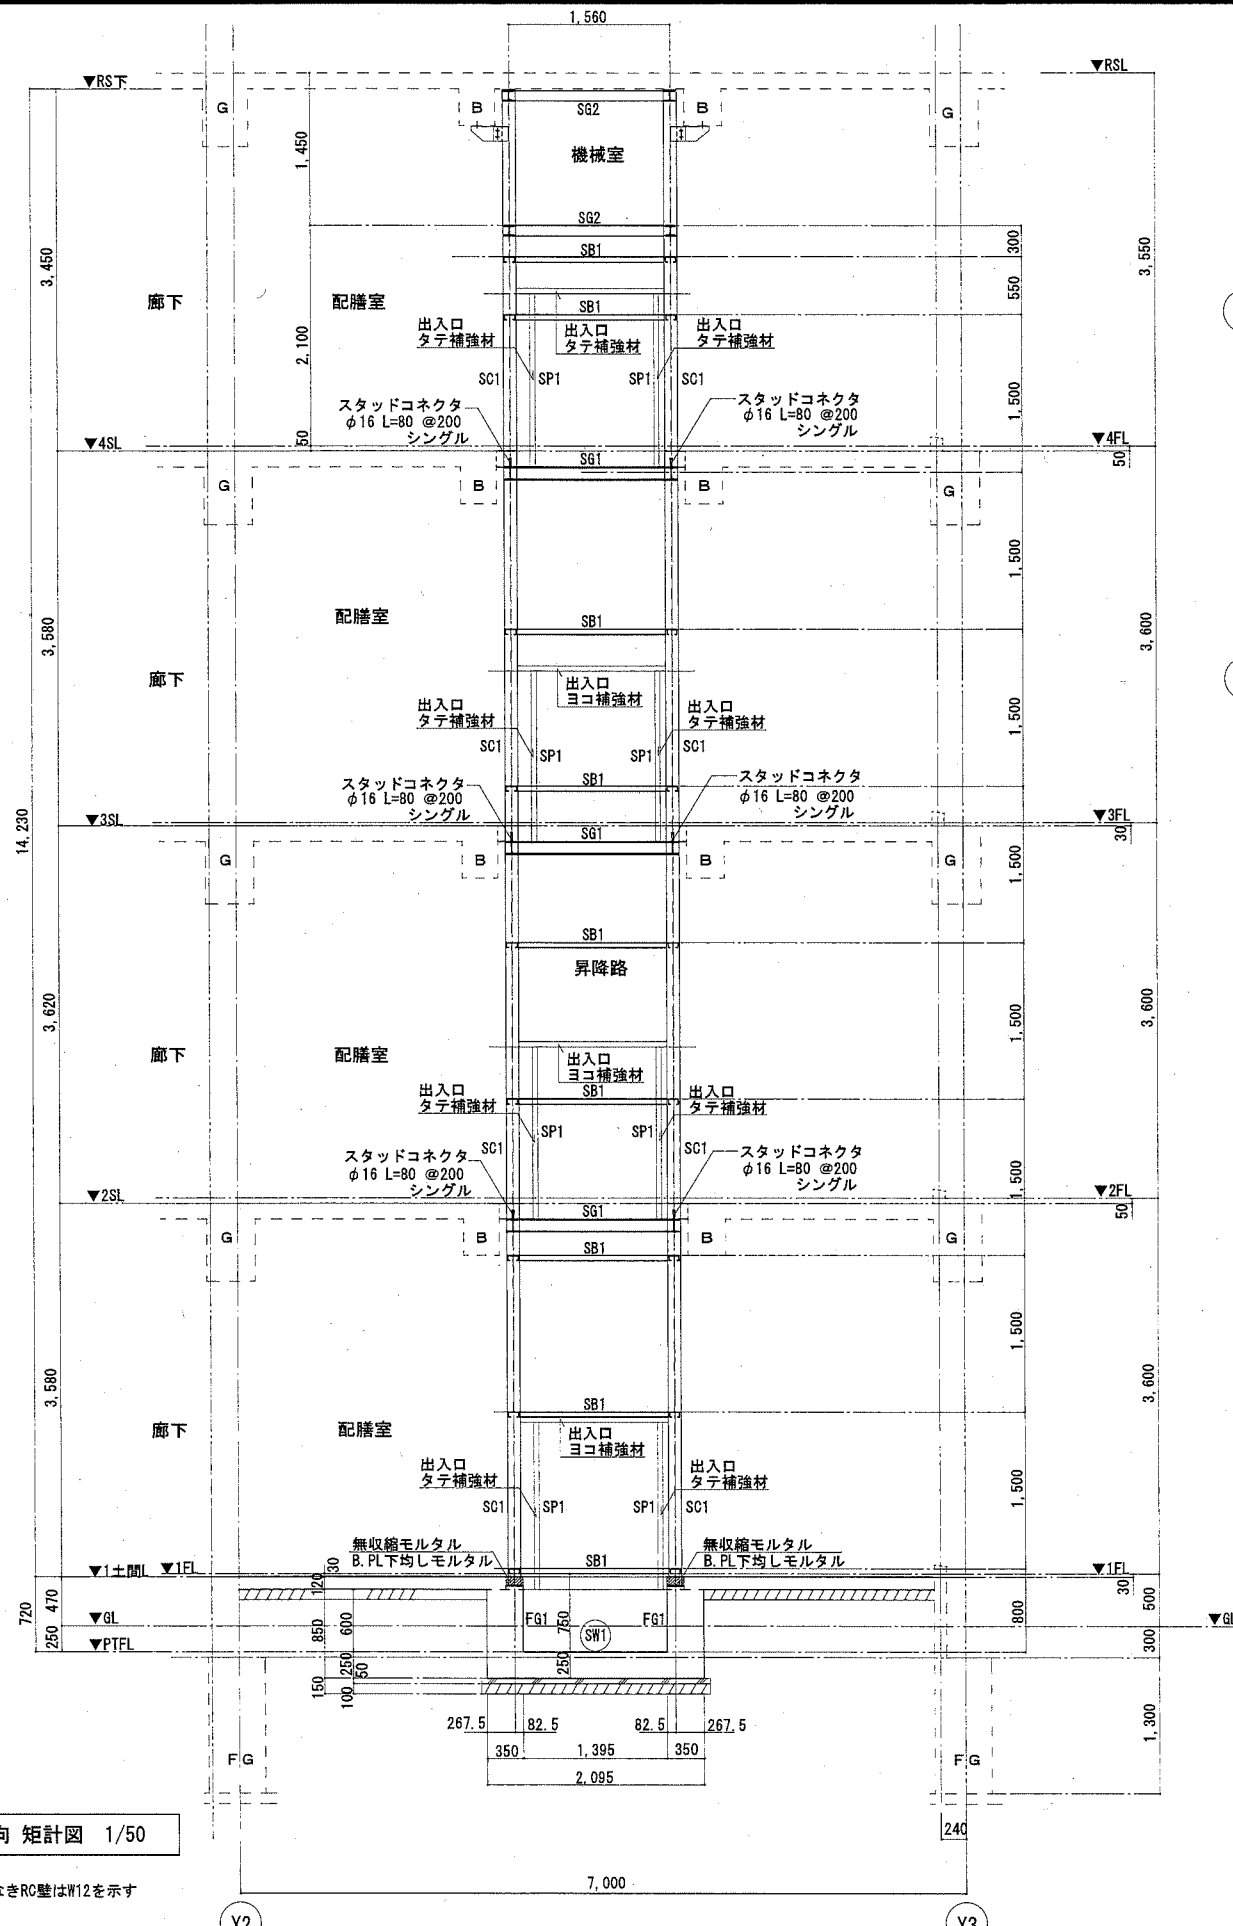 1,560
▼RS下
▼RSL
G
B
SG2
B
G
機械室
1,450
SG2
300
SB1
3,450
3,550
550
廊下
配膳室
SB1
出入口
タテ補強材
出入口
タテ補強材
出入口
タテ補強材
2,100
SC1
SP1
SP1
SC1
1,500
スタッドコネクタ
φ16 L=80 @200
シングル
スタッドコネクタ
φ16 L=80 @200
シングル
50
▼4SL
▼4FL
50
SG1
G
B
B
G
1,500
配膳室
SB1
3,580
3,600
廊下
出入口
ヨコ補強材
出入口
タテ補強材
出入口
タテ補強材
1,500
SC1
SP1
SP1
SC1
スタッドコネクタ
φ16 L=80 @200
シングル
SB1
スタッドコネクタ
φ16 L=80 @200
シングル
14,230
▼3SL
▼3FL
30
SG1
G
B
B
G
1,500
SB1
昇降路
3,620
3,600
1,500
廊下
配膳室
出入口
ヨコ補強材
SB1
出入口
タテ補強材
出入口
タテ補強材
SC1
SP1
SP1
SC1
スタッドコネクタ
φ16 L=80 @200
シングル
スタッドコネクタ
φ16 L=80 @200
シングル
1,500
▼2SL
▼2FL
50
SG1
G
B
B
G
SB1
1,500
3,580
3,600
SB1
廊下
配膳室
出入口
ヨコ補強材
出入口
タテ補強材
出入口
タテ補強材
1,500
SC1
SP1
SP1
SC1
無収縮モルタル
B.PL下均しモルタル
無収縮モルタル
B.PL下均しモルタル
SB1
▼1土間L
▼1FL
30
▼1FL
30
120
720
470
500
▼GL
850
600
FG1
750
FG1
800
▼GL
SW1
250
▼PTFL
300
250
50
250
150
100
267.5
82.5
82.5
267.5
350
1,395
350
2,095
1,300
FG
FG
向 矩計図 1/50
240
なきRC壁はW12を示す
7,000
Y2
Y3